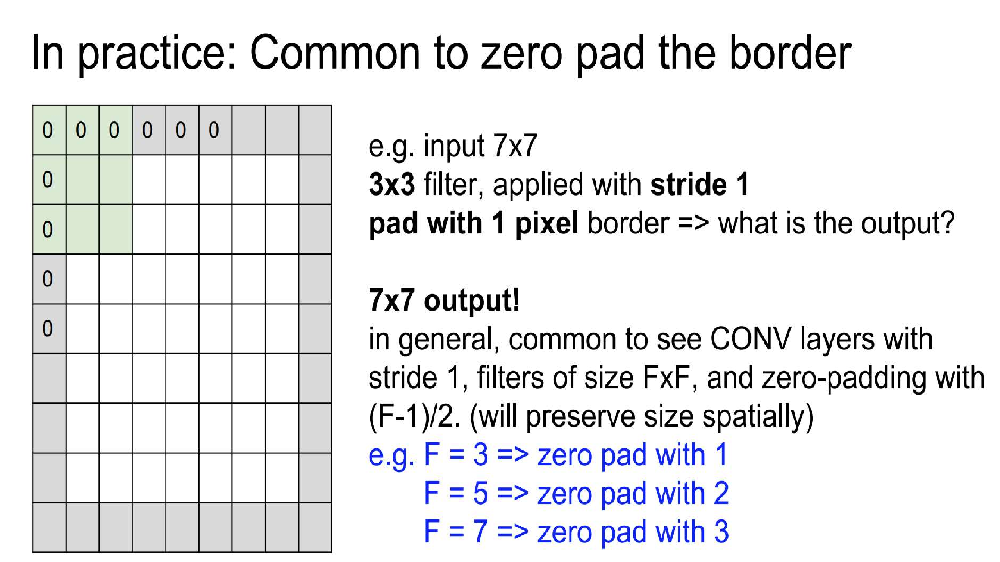 In practice: Common to zero pad the border
0 0 0 0 0 0
0
0
0
0
e.g. input 7x7
3x3 filter, applied with stride 1
pad with 1 pixel border => what is the output?
7x7 output!
in general, common to see CONV layers with
stride 1, filters of size FxF, and zero-padding with
(F-1)/2. (will preserve size spatially)
e.g. F = 3 => zero pad with 1
F = 5 => zero pad with 2
F = 7 => zero pad with 3